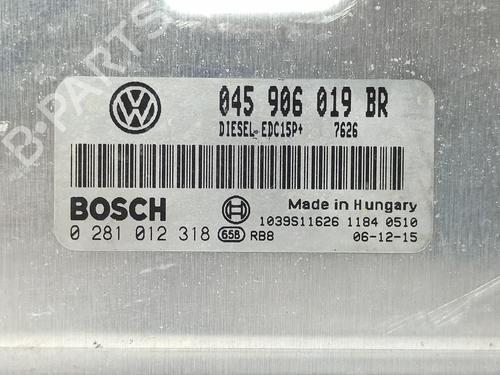 B-PARTS
045 906 019 BR
DIESEL-EDC15P+ 7626
BOSCH
Made in Hungary
1039S11626 1184 0510
0 281 012 318 65B RB8 06-12-15